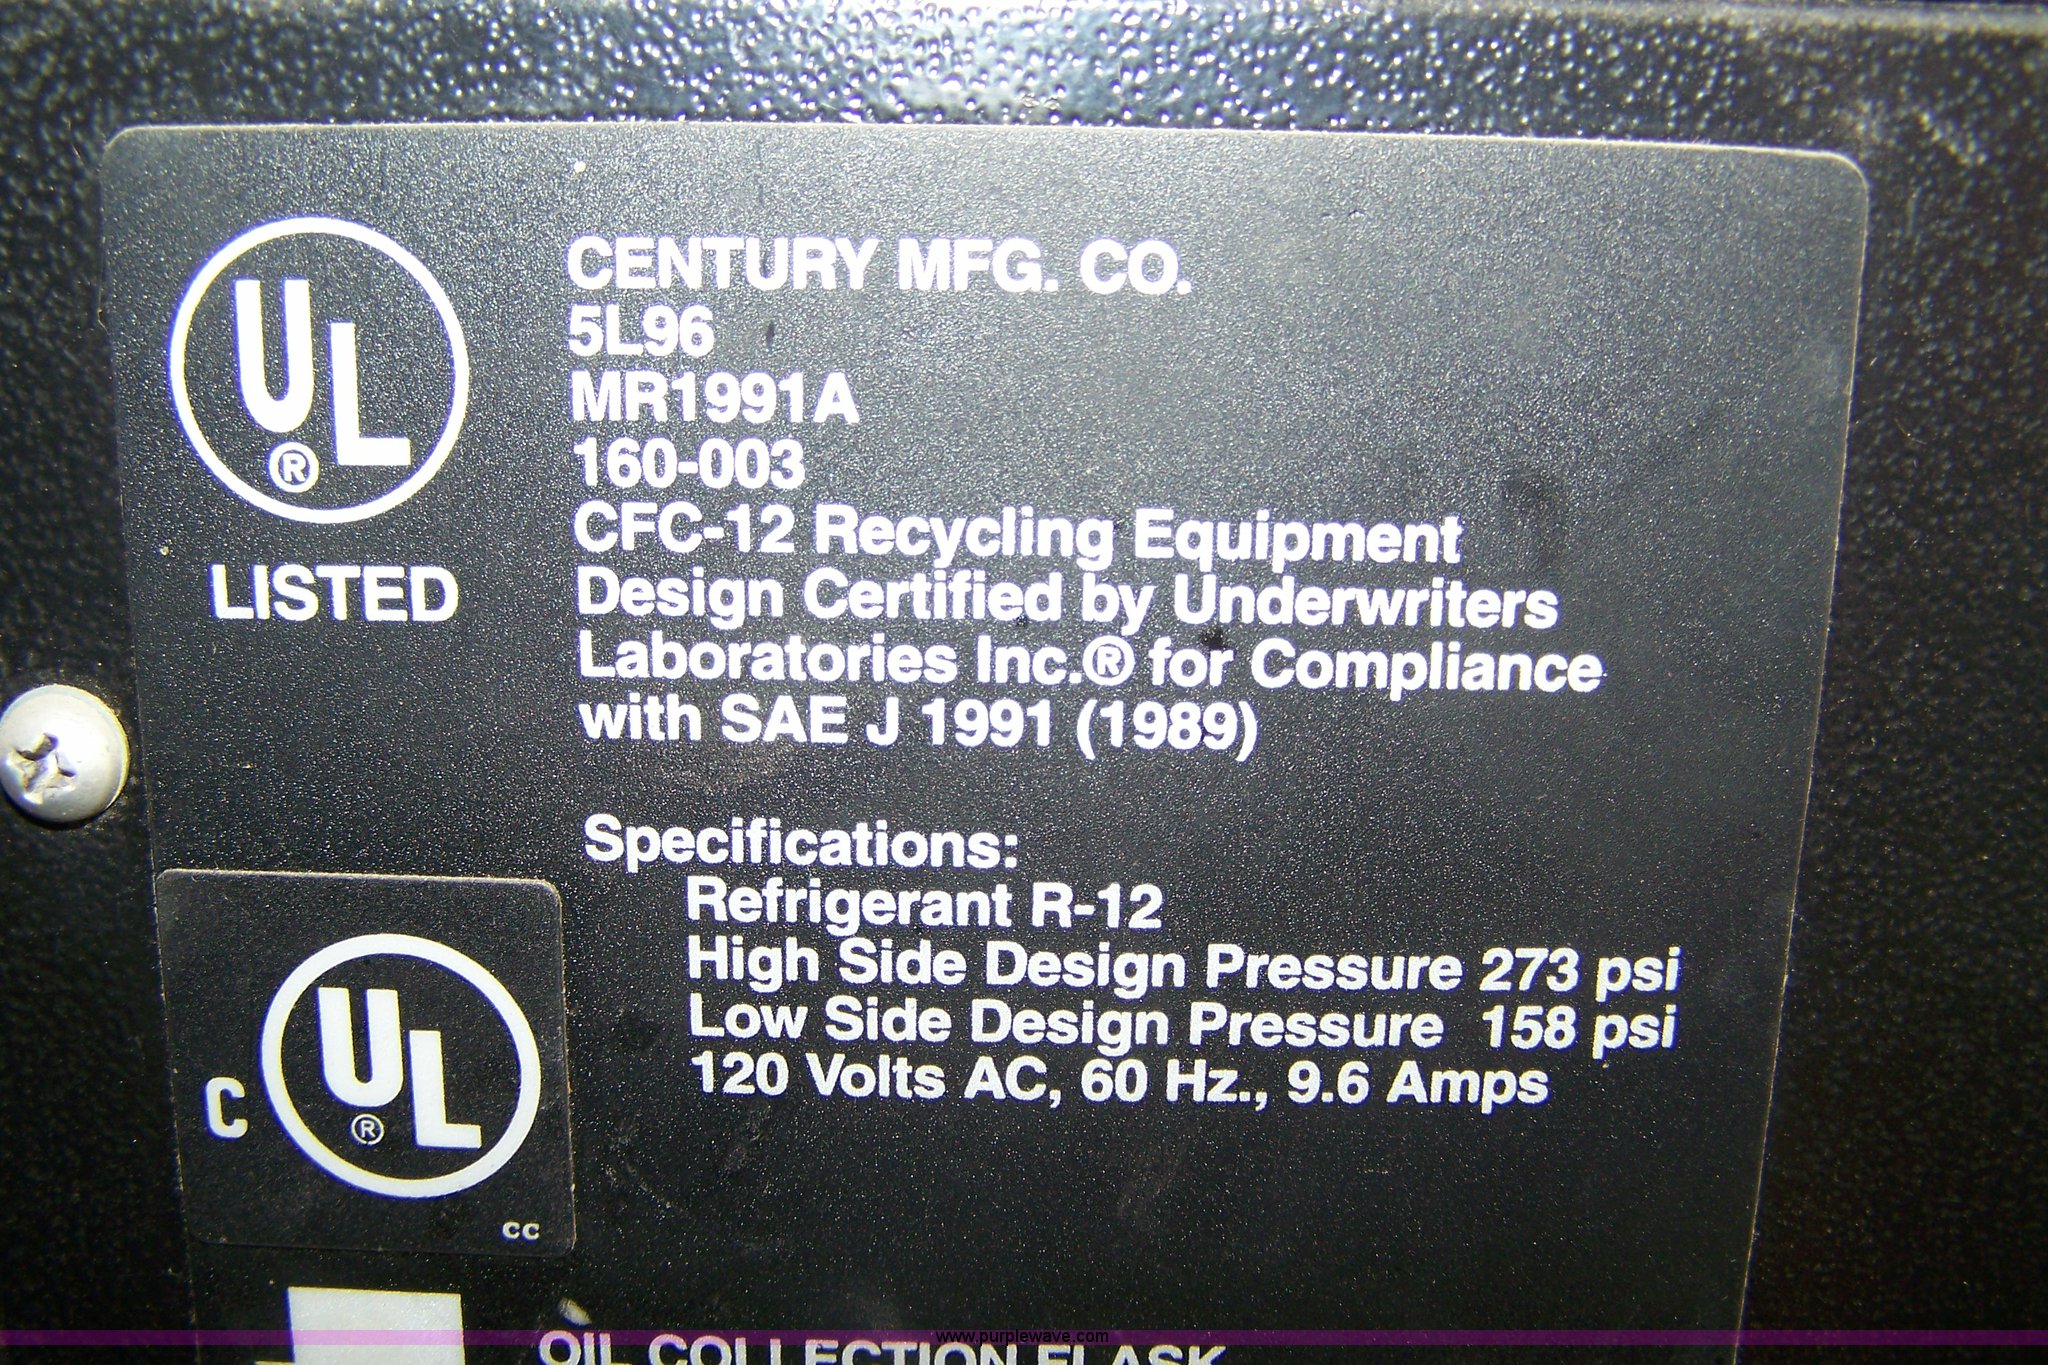 UL
®
LISTED
CENTURY MFG. CO.
5L96
MR1991A
160-003
CFC-12 Recycling Equipment
Design Certified by Underwriters
Laboratories Inc.® for Compliance
with SAE J 1991 (1989)
Specifications:
Refrigerant R-12
High Side Design Pressure 273 psi
Low Side Design Pressure 158 psi
120 Volts AC, 60 Hz., 9.6 Amps
C UL
®
CC
OIL COLLECTION FLASK
www.purplewave.com